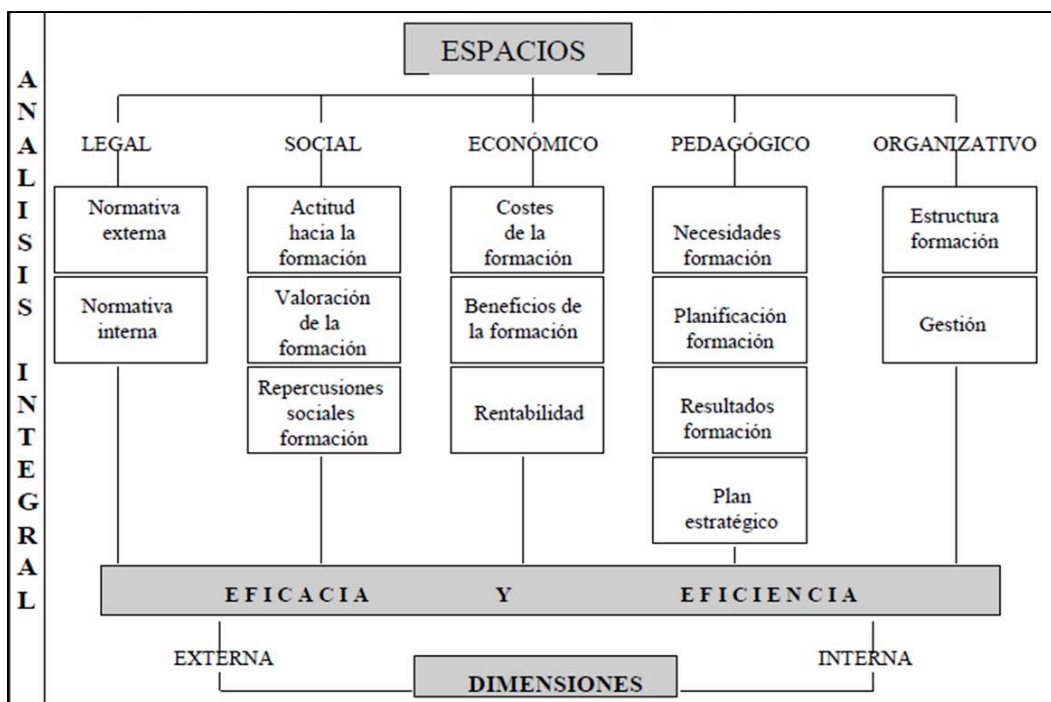 ANALISIS INTEGRAL
ESPACIOS
LEGAL
SOCIAL
ECONÓMICO
PEDAGÓGICO
ORGANIZATIVO
Normativa
externa
Normativa
interna
Actitud
hacia la
formación
Valoración
de la
formación
Repercusiones
sociales
formación
Costes
de la
formación
Beneficios de
la formación
Rentabilidad
Necesidades
formación
Planificación
formación
Resultados
formación
Plan
estratégico
Estructura
formación
Gestión
EFICACIA Y EFICIENCIA
EXTERNA
INTERNA
DIMENSIONES